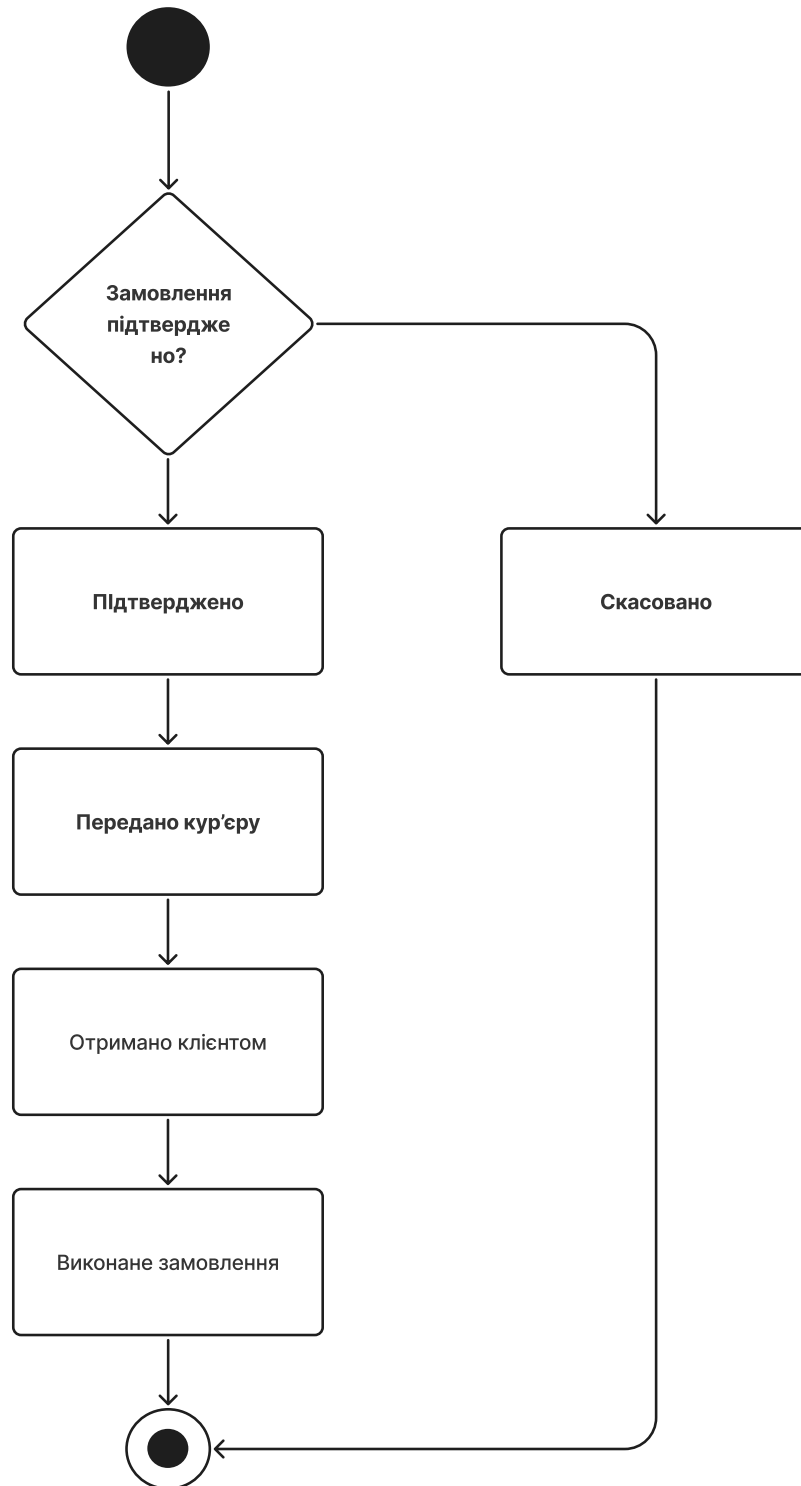 Замовлення
підтвердже
но?
ПІдтверджено
Скасовано
Передано кур’єру
Отримано клієнтом
Виконане замовлення